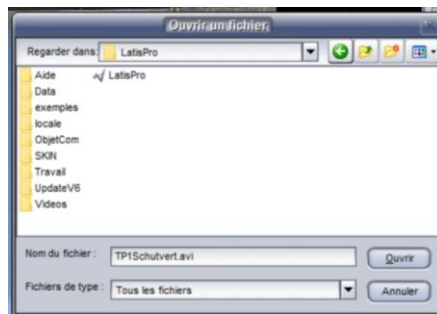 Ouvrir un fichier
Regarder dans: LatisPro
Aide LatisPro
Data
exemples
locale
ObjetCom
SKIN
Travail
UpdateV6
Videos
Nom du fichier : TP1Schutvert.avi Ouvrir
Fichiers de type : Tous les fichiers Annuler